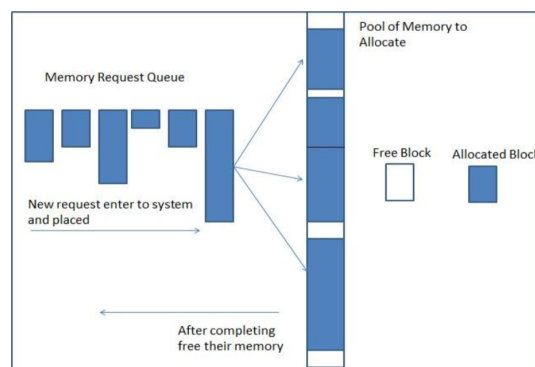 Pool of Memory to
Allocate
Memory Request Queue
Free Block
Allocated Block
New request enter to system
and placed
After completing
free their memory